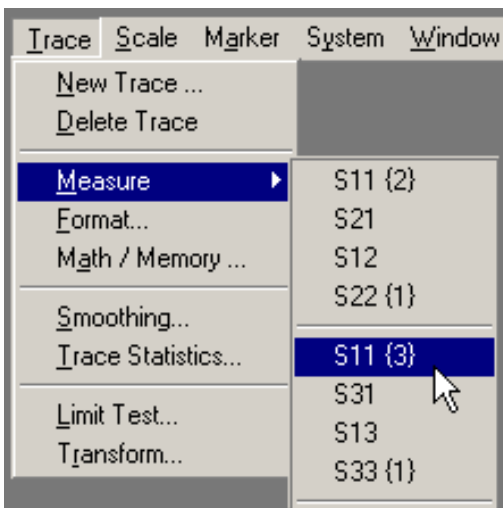 Trace Scale Marker System Window
New Trace ...
Delete Trace
Measure
Format...
Math / Memory ...
Smoothing...
Trace Statistics...
Limit Test...
Transform...
S11 {2}
S21
S12
S22 {1}
S11 {3}
S31
S13
S33 {1}